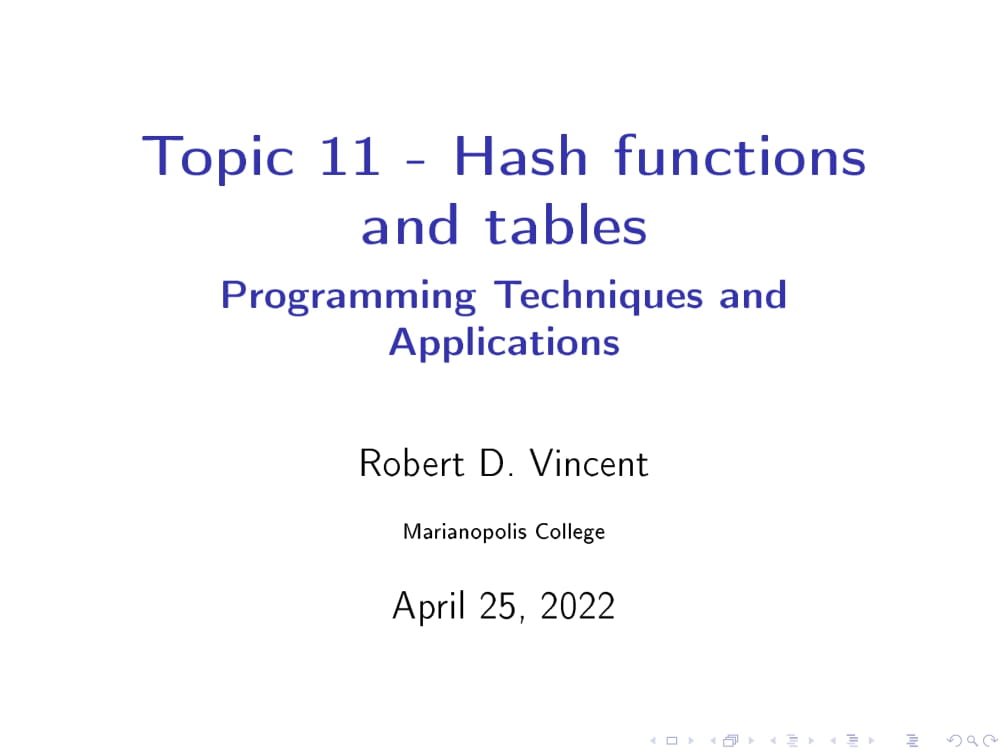 Topic 11 - Hash functions
and tables
Programming Techniques and
Applications
Robert D. Vincent
Marianopolis College
April 25, 2022